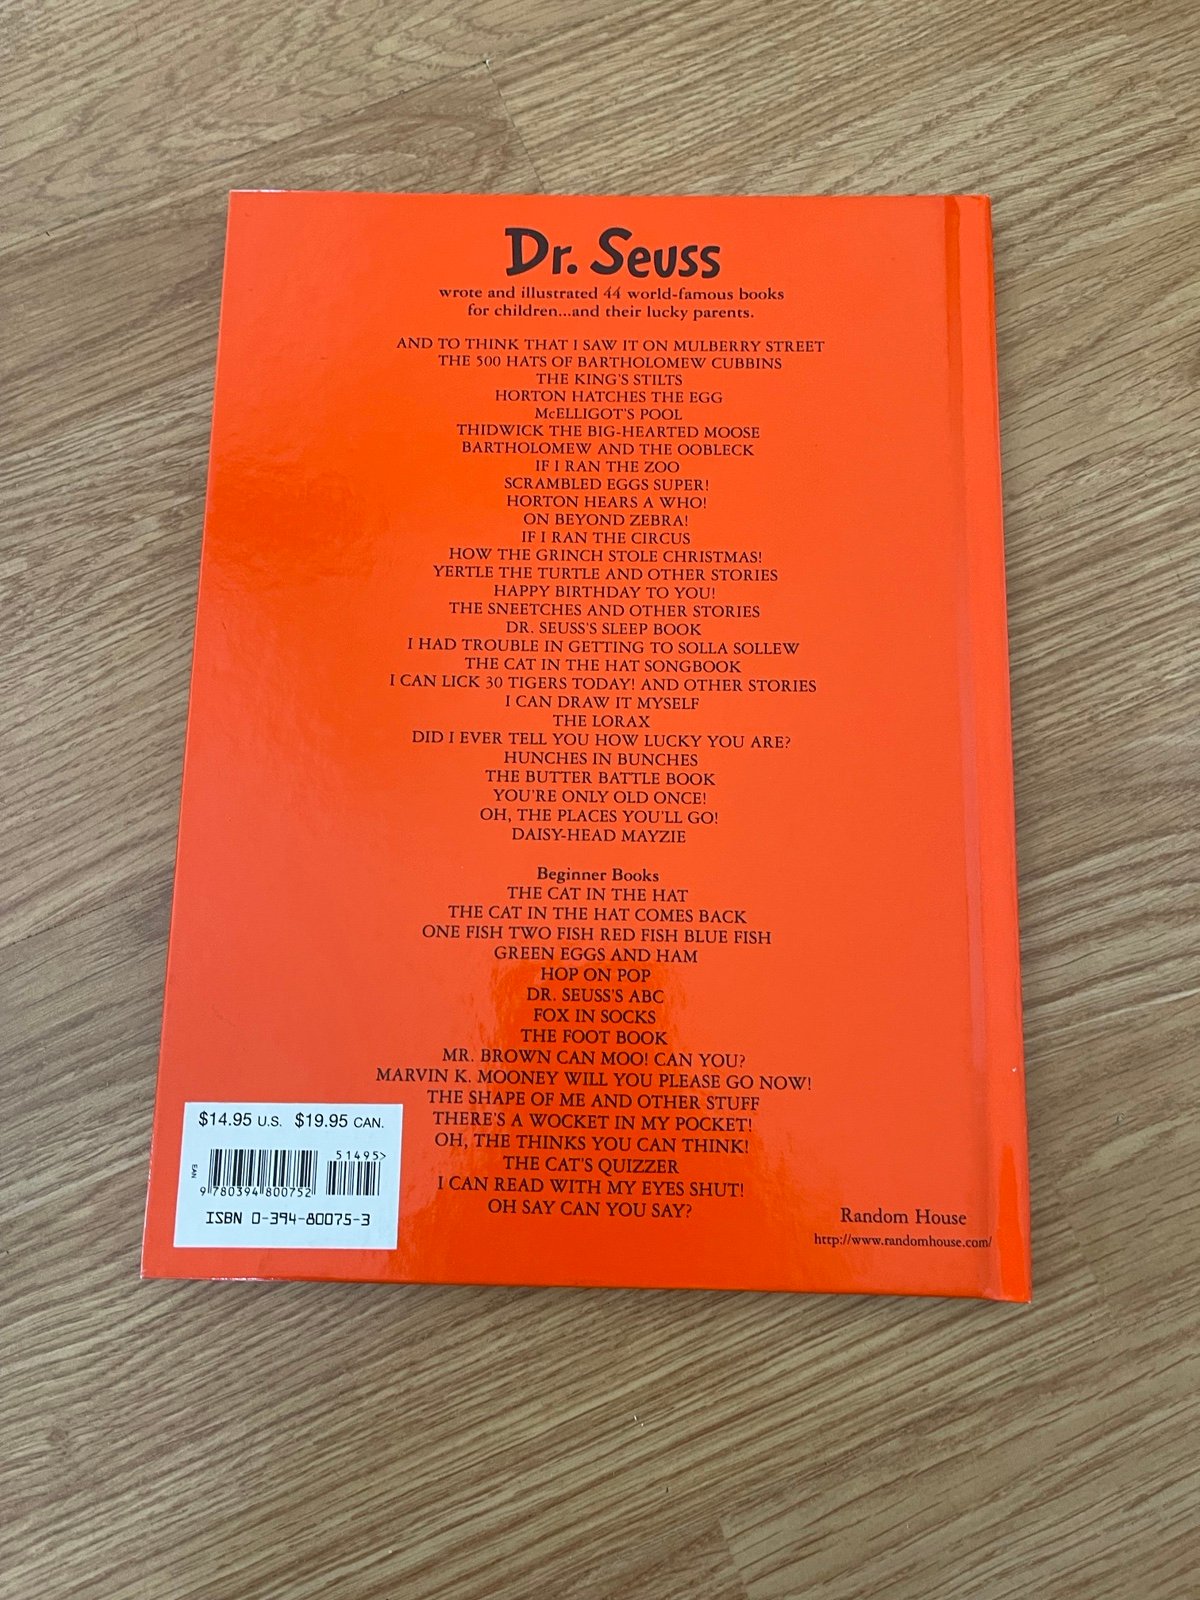 Dr. Seuss
wrote and illustrated 44 world-famous books
for children...and their lucky parents.
AND TO THINK THAT I SAW IT ON MULBERRY STREET
THE 500 HATS OF BARTHOLOMEW CUBBINS
THE KING'S STILTS
HORTON HATCHES THE EGG
McELLIGOT'S POOL
THIDWICK THE BIG-HEARTED MOOSE
BARTHOLOMEW AND THE OOBLECK
IF I RAN THE ZOO
SCRAMBLED EGGS SUPER!
HORTON HEARS A WHO!
ON BEYOND ZEBRA!
IF I RAN THE CIRCUS
HOW THE GRINCH STOLE CHRISTMAS!
YERTLE THE TURTLE AND OTHER STORIES
HAPPY BIRTHDAY TO YOU!
THE SNEETCHES AND OTHER STORIES
DR. SEUSS'S SLEEP BOOK
I HAD TROUBLE IN GETTING TO SOLLA SOLLEW
THE CAT IN THE HAT SONGBOOK
I CAN LICK 30 TIGERS TODAY! AND OTHER STORIES
I CAN DRAW IT MYSELF
THE LORAX
DID I EVER TELL YOU HOW LUCKY YOU ARE?
HUNCHES IN BUNCHES
THE BUTTER BATTLE BOOK
YOU'RE ONLY OLD ONCE!
OH, THE PLACES YOU'LL GO!
DAISY-HEAD MAYZIE
Beginner Books
THE CAT IN THE HAT
THE CAT IN THE HAT COMES BACK
ONE FISH TWO FISH RED FISH BLUE FISH
GREEN EGGS AND HAM
HOP ON POP
DR. SEUSS'S ABC
FOX IN SOCKS
THE FOOT BOOK
MR. BROWN CAN MOO! CAN YOU?
MARVIN K. MOONEY WILL YOU PLEASE GO NOW!
THE SHAPE OF ME AND OTHER STUFF
THERE'S A WOCKET IN MY POCKET!
OH, THE THINKS YOU CAN THINK!
THE CAT'S QUIZZER
I CAN READ WITH MY EYES SHUT!
OH SAY CAN YOU SAY?
$14.95 U.S. $19.95 CAN.
51495>
EAN
9 780394 800752
ISBN 0-394-80075-3
Random House
http://www.randomhouse.com/